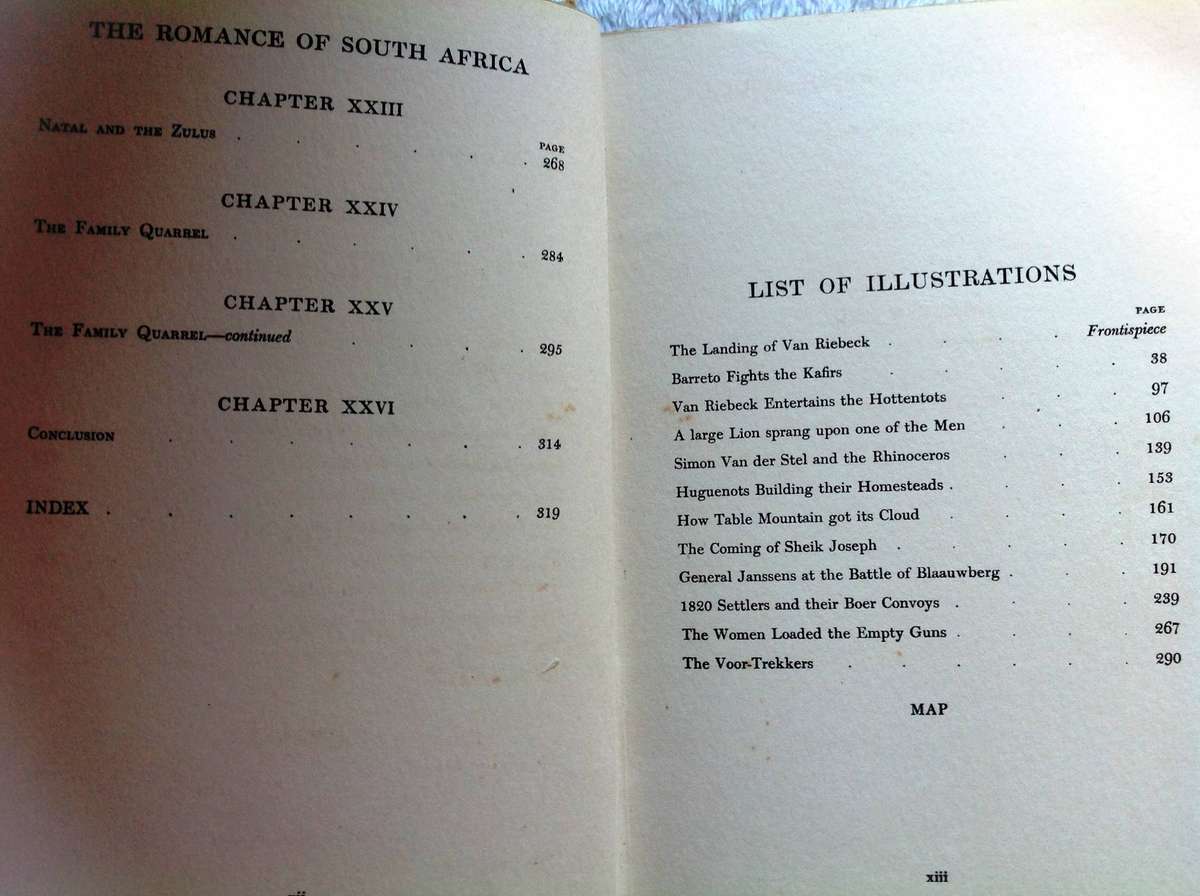 THE ROMANCE OF SOUTH AFRICA
CHAPTER XXIII
PAGE
NATAL AND THE ZULUS . . . . . . 268
CHAPTER XXIV
THE FAMILY QUARREL . . . . . . 284
CHAPTER XXV
THE FAMILY QUARREL—continued . . . . 295
CHAPTER XXVI
CONCLUSION . . . . . . . 314
INDEX . . . . . . . . 319
LIST OF ILLUSTRATIONS
PAGE
The Landing of Van Riebeck . . . . Frontispiece
Barreto Fights the Kafirs . . . . . 38
Van Riebeck Entertains the Hottentots . . . 97
A large Lion sprang upon one of the Men . . . 106
Simon Van der Stel and the Rhinoceros . . . 139
Huguenots Building their Homesteads . . . . 153
How Table Mountain got its Cloud . . . . 161
The Coming of Sheik Joseph . . . . . 170
General Janssens at the Battle of Blaauwberg . . . 191
1820 Settlers and their Boer Convoys . . . . 239
The Women Loaded the Empty Guns . . . . 267
The Voor-Trekkers . . . . . . 290
MAP
xiii